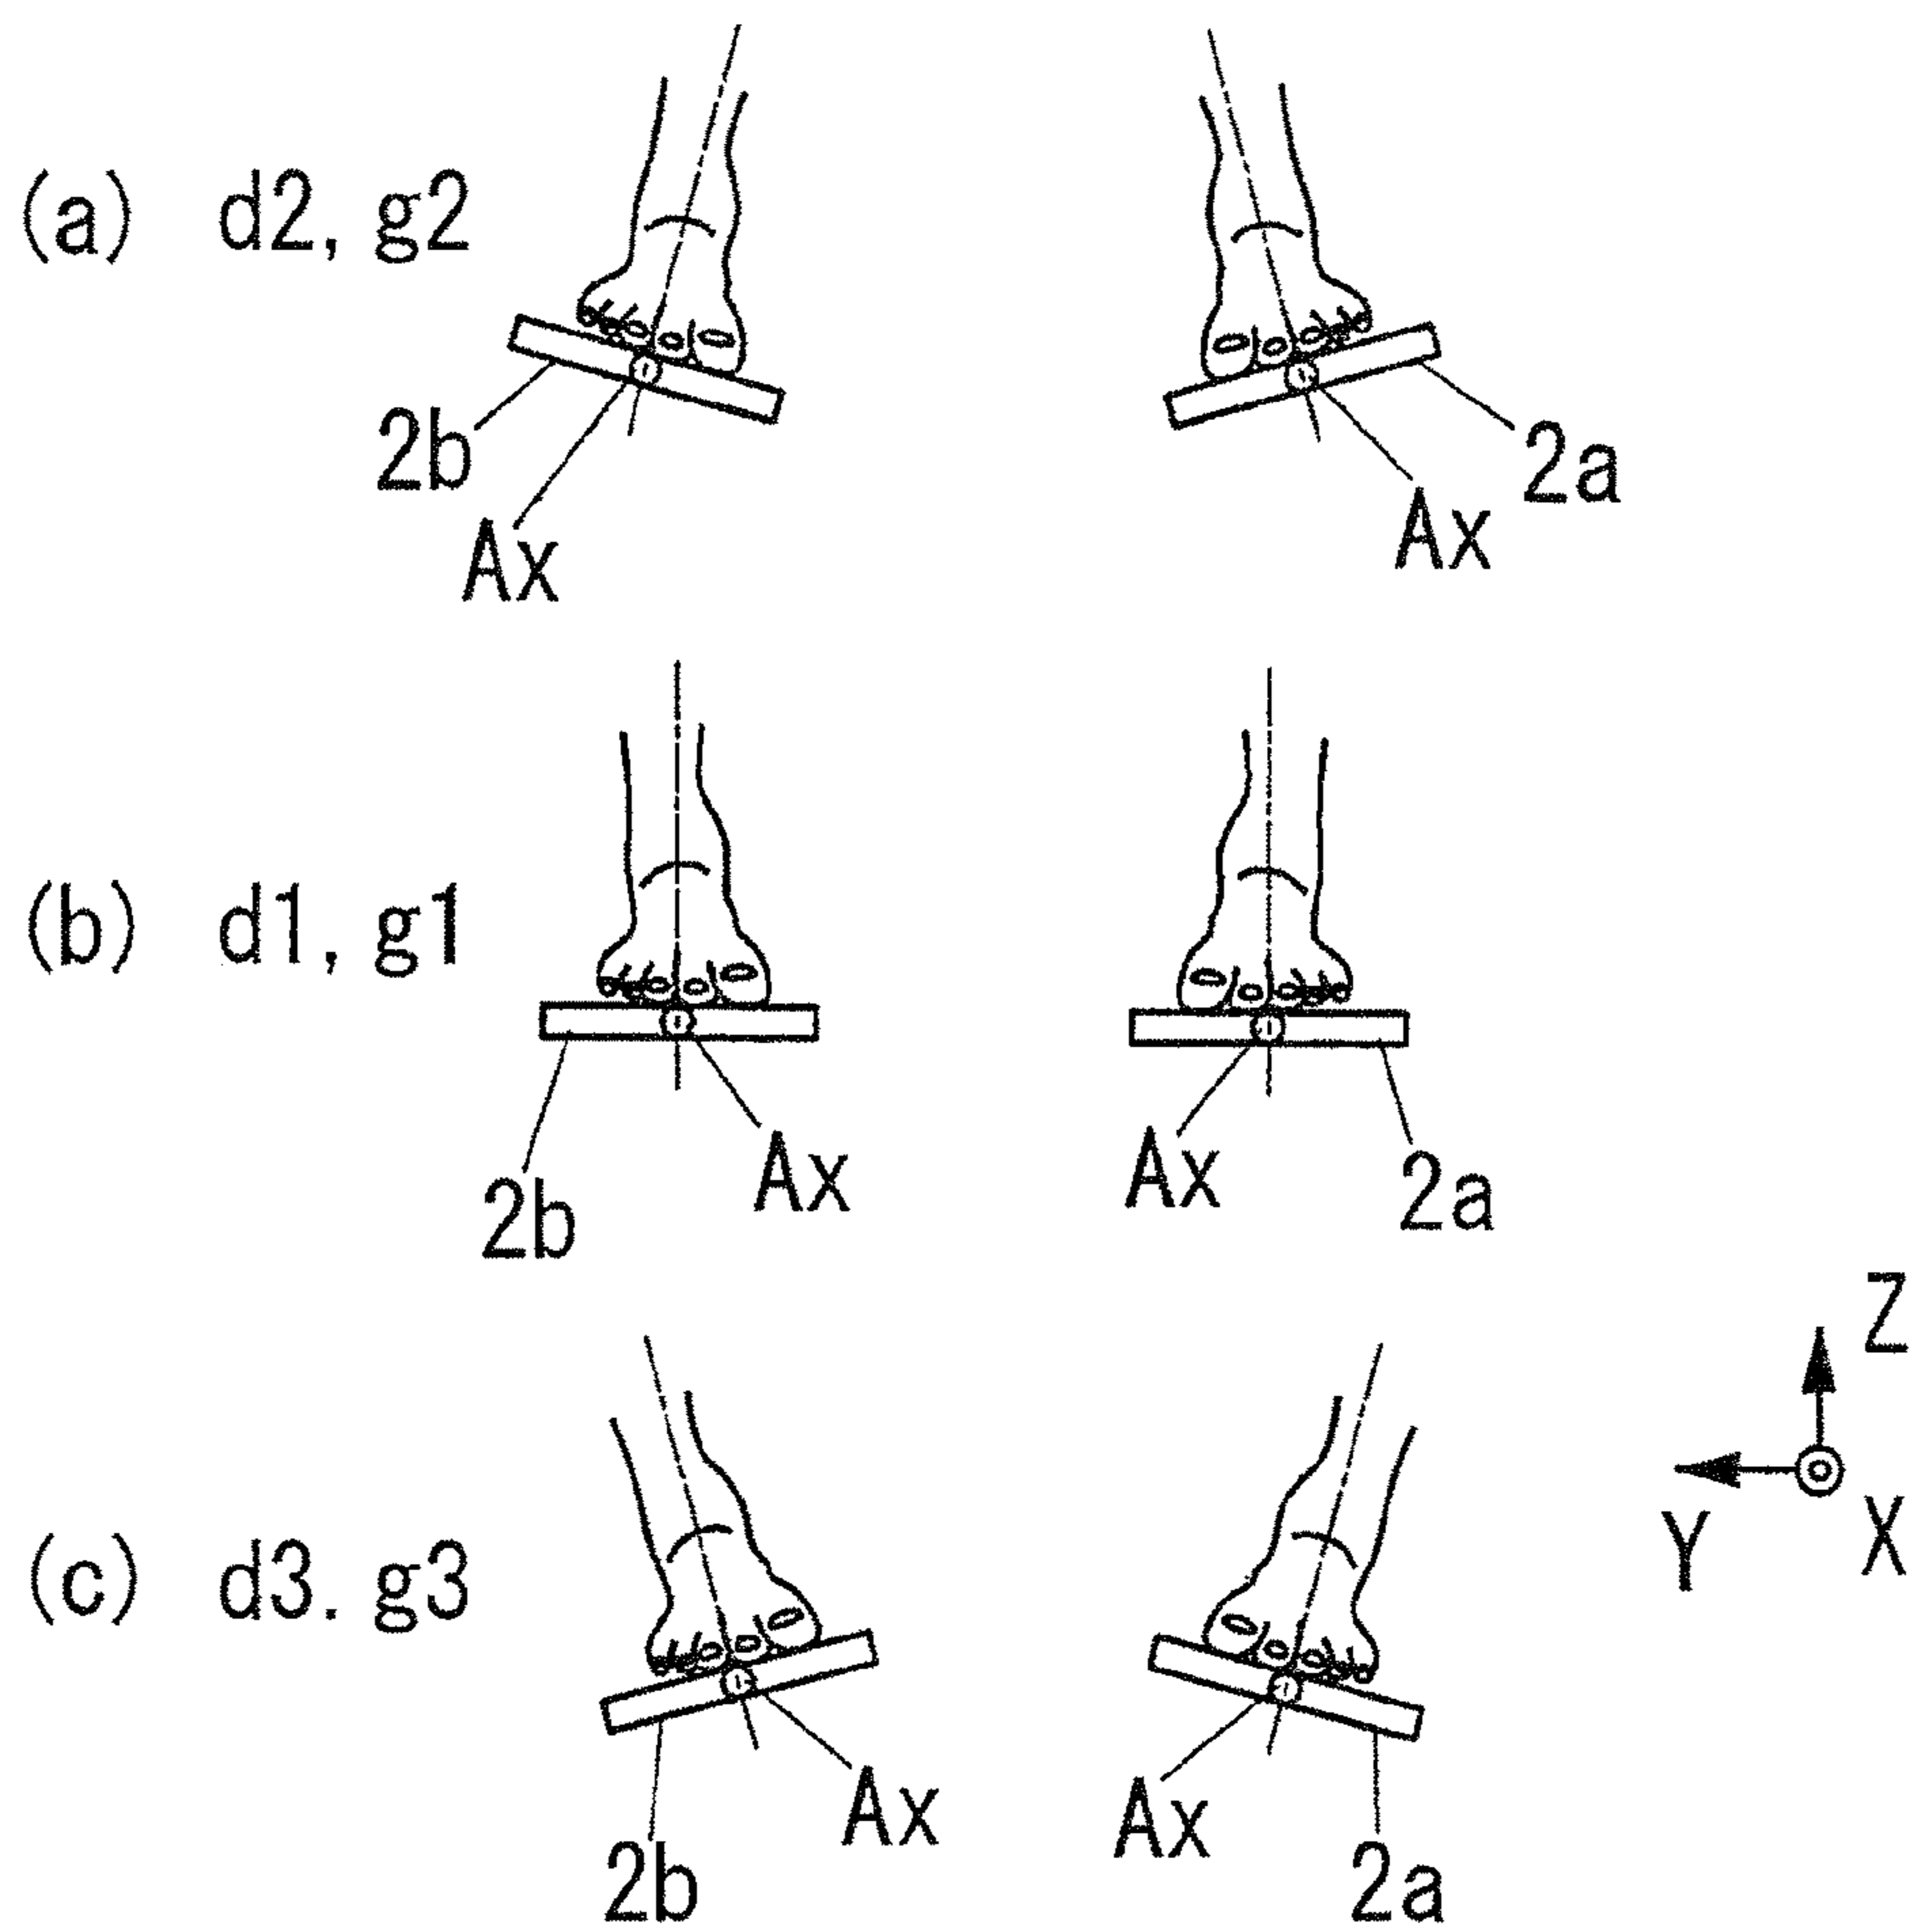 (a) d2, g2
2b
2a
Ax
Ax
(b) d1, g1
Ax
Ax
2b
2a
Z
Y
X
(c) d3. g3
Ax
Ax
2b
2a